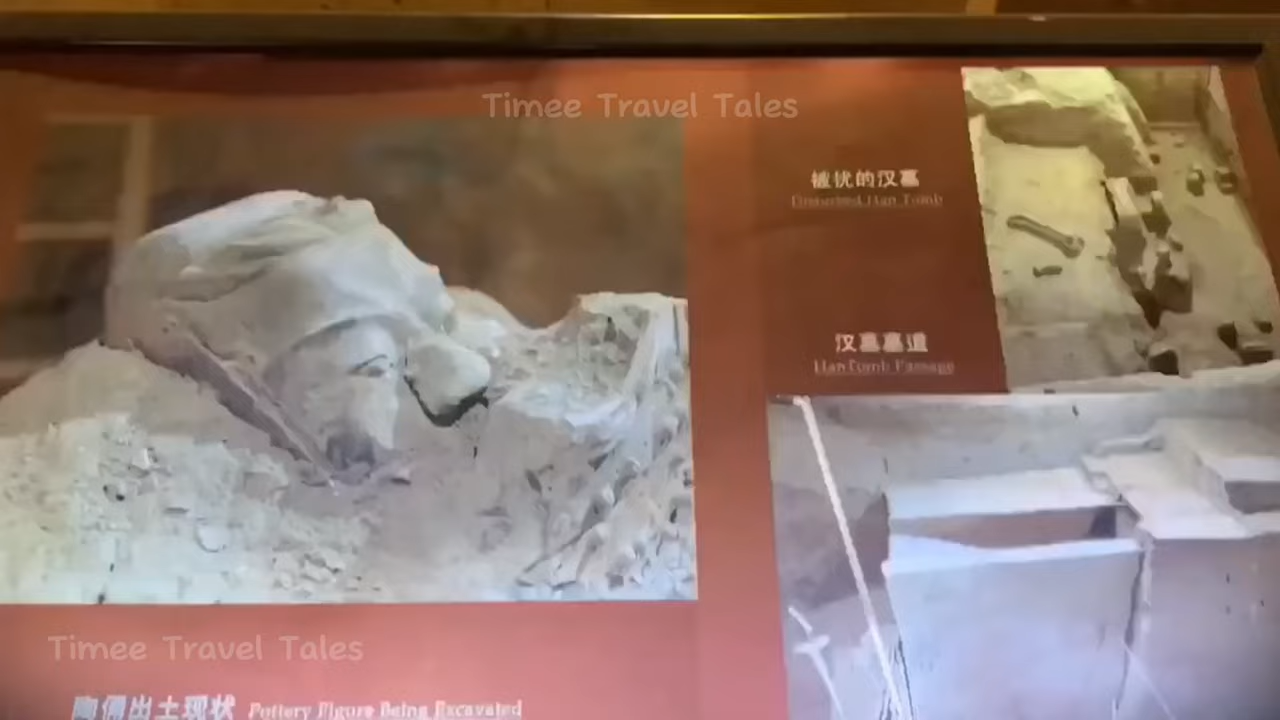 Timee Travel Tales
被扰的汉墓
Disturbed Han Tomb
汉墓墓道
Han Tomb Passage
Timee Travel Tales
陶俑出土现状 Pottery Figure Being Excavated